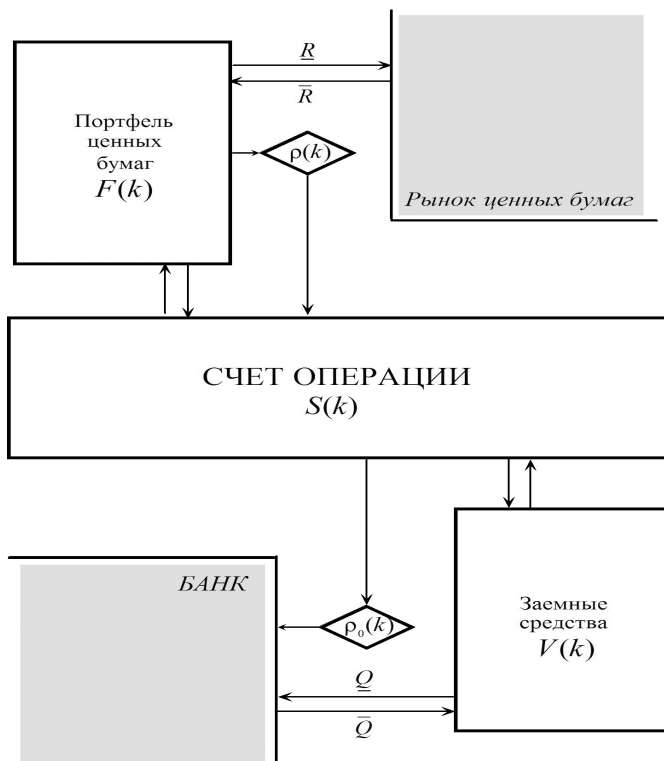 R̲
R̅
Портфель
ценных
бумаг
F(k)
ρ(k)
Рынок ценных бумаг
СЧЕТ ОПЕРАЦИИ
S(k)
БАНК
ρ₀(k)
Заемные
средства
V(k)
Q̲
Q̅